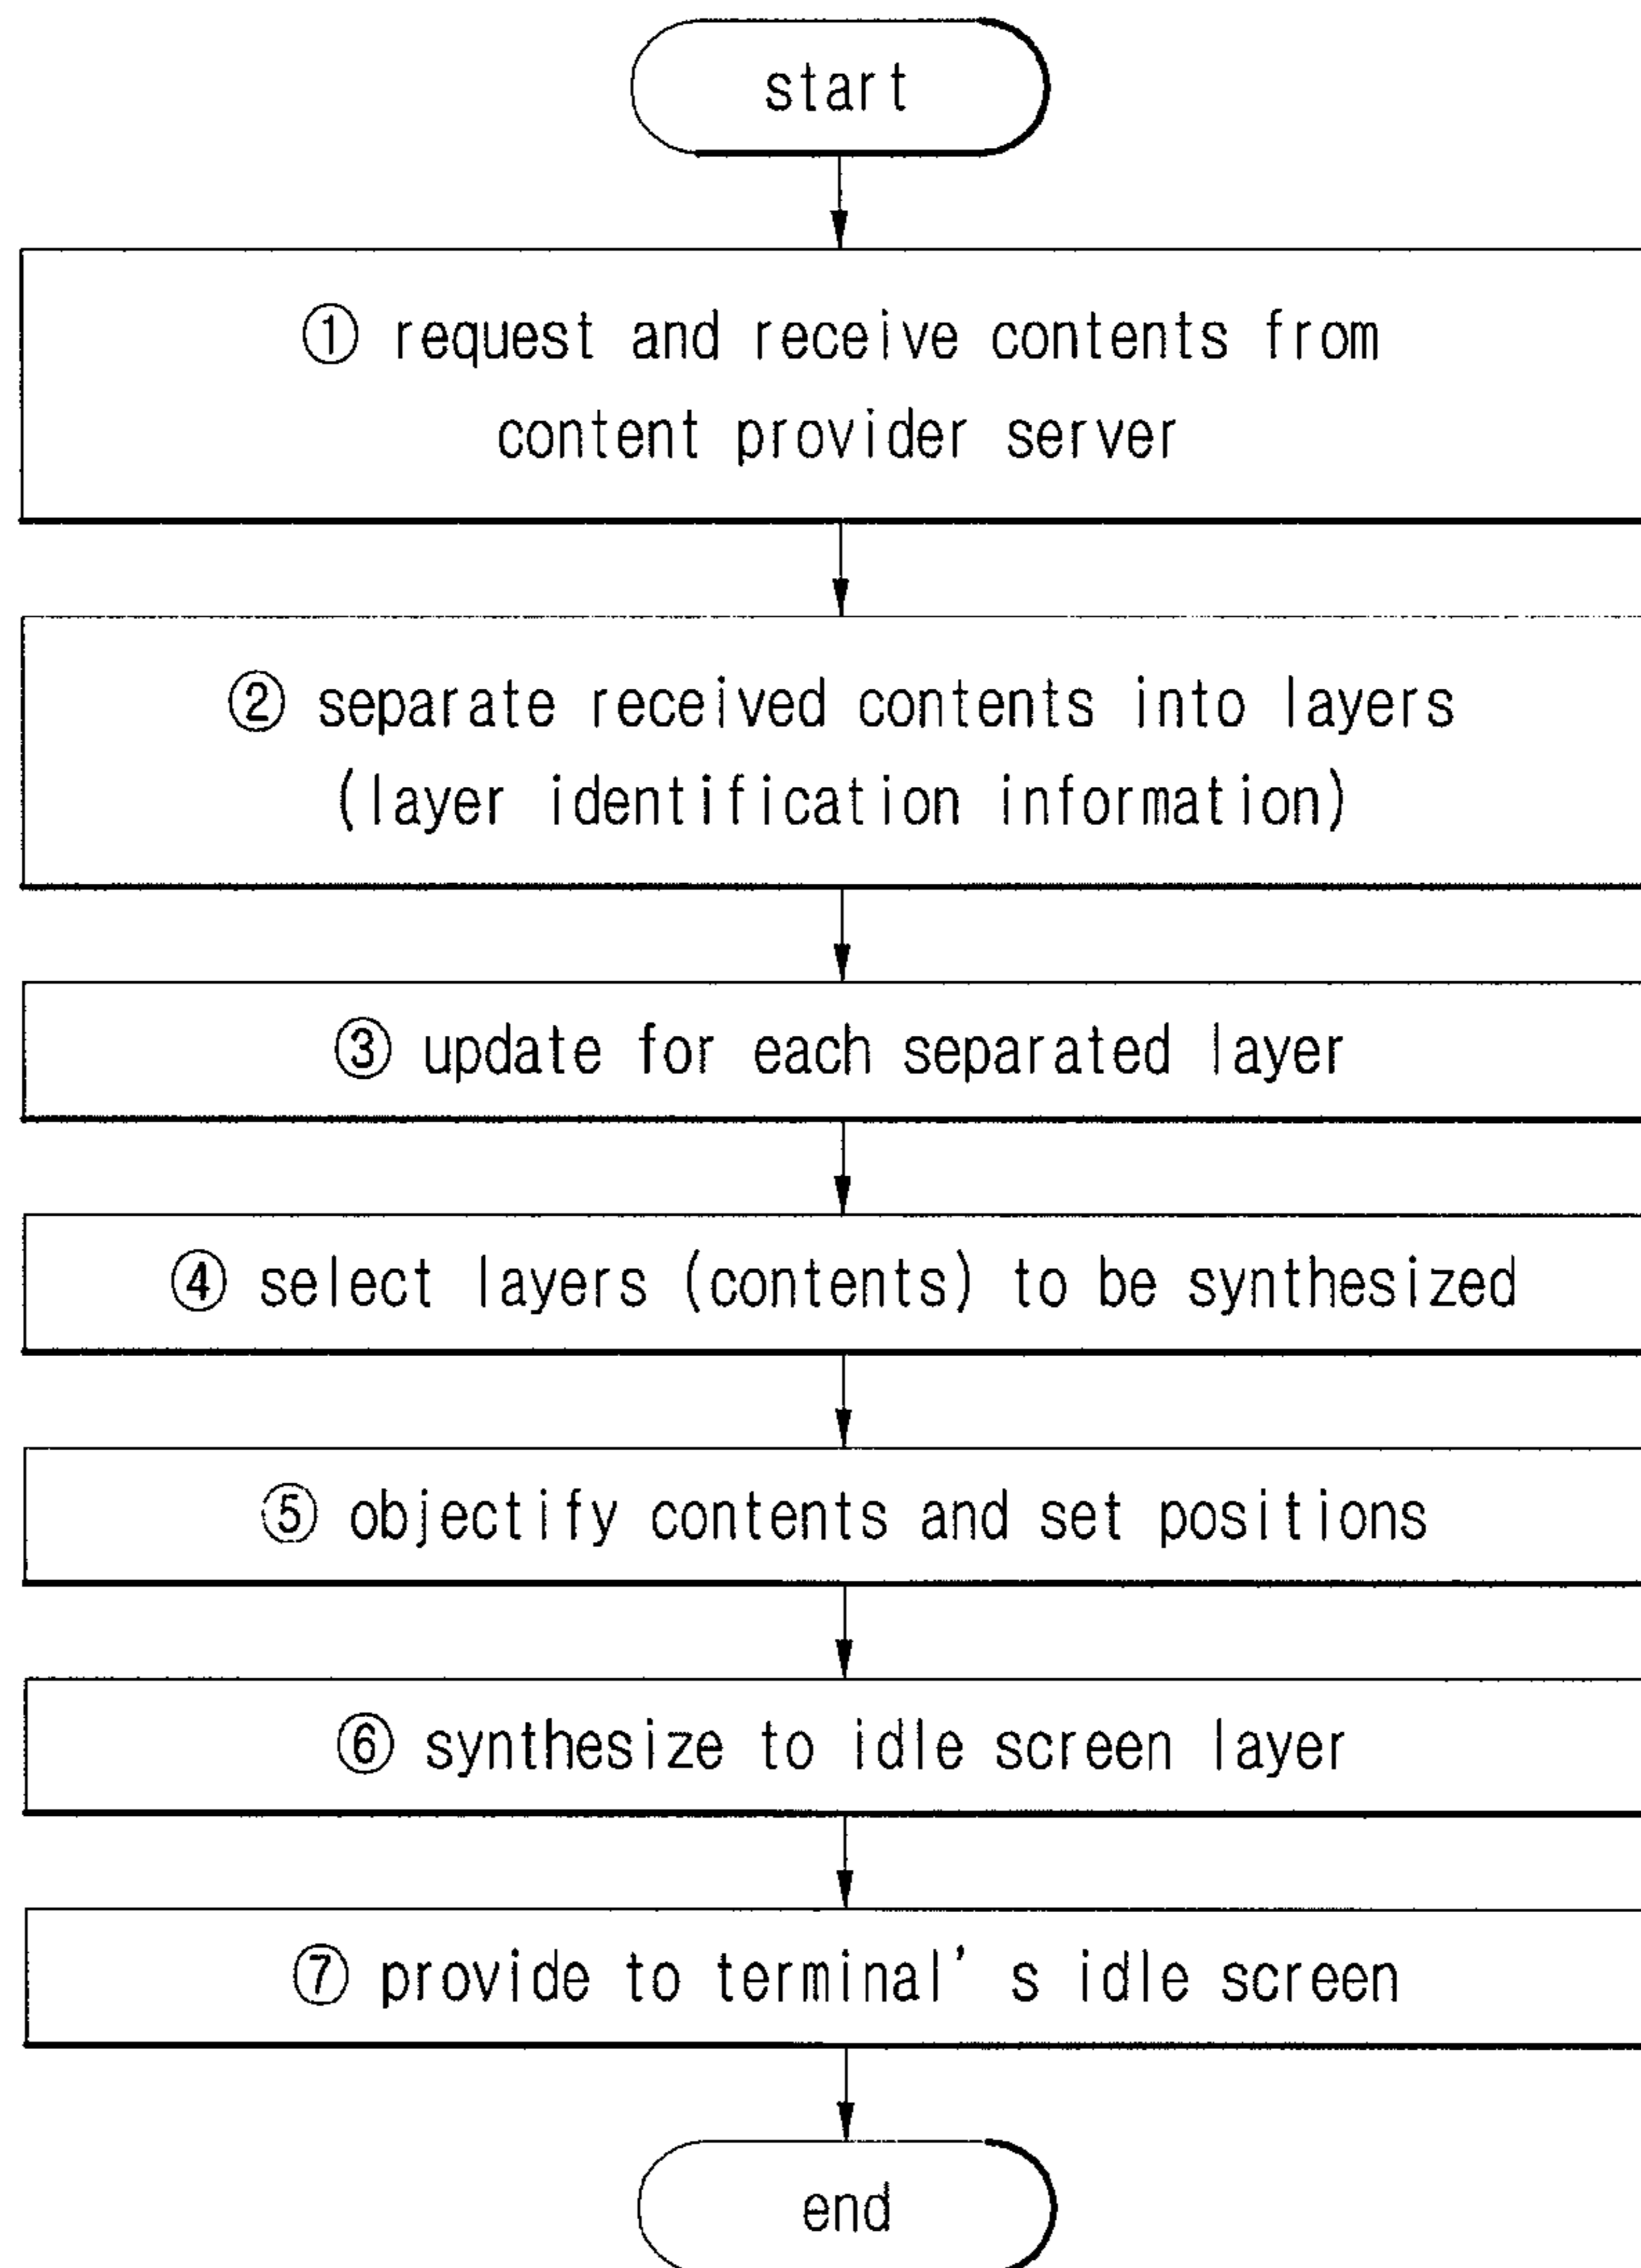 start
① request and receive contents from
content provider server
② separate received contents into layers
(layer identification information)
③ update for each separated layer
④ select layers (contents) to be synthesized
⑤ objectify contents and set positions
⑥ synthesize to idle screen layer
⑦ provide to terminal's idle screen
end